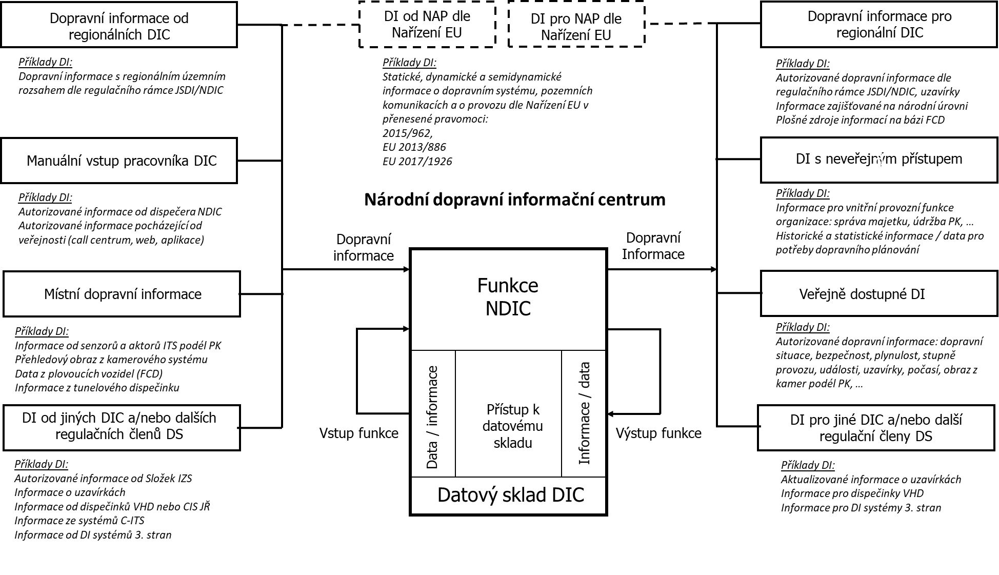 Dopravní informace od
regionálních DIC
Příklady DI:
Dopravní informace s regionálním územním
rozsahem dle regulačního rámce JSDI/NDIC
Manuální vstup pracovníka DIC
Příklady DI:
Autorizované informace od dispečera NDIC
Autorizované informace pocházející od
veřejnosti (call centrum, web, aplikace)
Místní dopravní informace
Příklady DI:
Informace od senzorů a aktorů ITS podél PK
Přehledový obraz z kamerového systému
Data z plovoucích vozidel (FCD)
Informace z tunelového dispečinku
DI od jiných DIC a/nebo dalších
regulačních členů DS
Příklady DI:
Autorizované informace od Složek IZS
Informace o uzavírkách
Informace od dispečinků VHD nebo CIS JŘ
Informace ze systémů C-ITS
Informace od DI systémů 3. stran
DI od NAP dle
Nařízení EU
DI pro NAP dle
Nařízení EU
Příklady DI:
Statické, dynamické a semidynamické
informace o dopravním systému, pozemních
komunikacích a o provozu dle Nařízení EU v
přenesené pravomoci:
2015/962,
EU 2013/886
EU 2017/1926
Národní dopravní informační centrum
Dopravní
informace
Dopravní
Informace
Funkce
NDIC
Vstup funkce
Data / informace
Přístup k
datovému
skladu
Informace / data
Výstup funkce
Datový sklad DIC
Dopravní informace pro
regionální DIC
Příklady DI:
Autorizované dopravní informace dle
regulačního rámce JSDI/NDIC, uzavírky
Informace zajišťované na národní úrovni
Plošné zdroje informací na bázi FCD
DI s neveřejným přístupem
Příklady DI:
Informace pro vnitřní provozní funkce
organizace: správa majetku, údržba PK, ...
Historické a statistické informace / data pro
potřeby dopravního plánování
Veřejně dostupné DI
Příklady DI:
Autorizované dopravní informace: dopravní
situace, bezpečnost, plynulost, stupně
provozu, události, uzavírky, počasí, obraz z
kamer podél PK, ...
DI pro jiné DIC a/nebo další
regulační členy DS
Příklady DI:
Aktualizované informace o uzavírkách
Informace pro dispečinky VHD
Informace pro DI systémy 3. stran